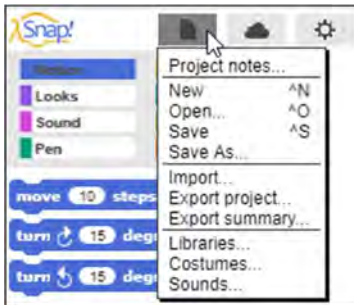 Snap!
Motion
Looks
Sound
Pen
Project notes...
New ^N
Open... ^O
Save ^S
Save As...
Import...
Export project...
Export summary...
Libraries...
Costumes...
Sounds...
move 10 steps
turn 15 deg
turn 15 deg